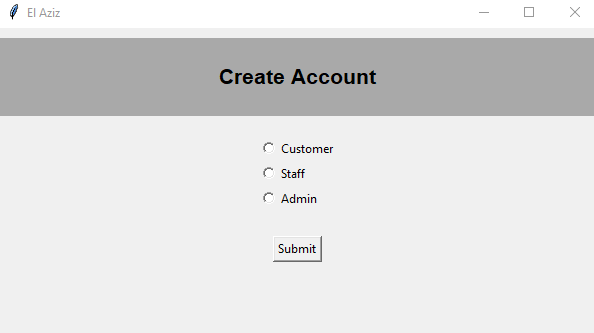 El Aziz
Create Account
Customer
Staff
Admin
Submit